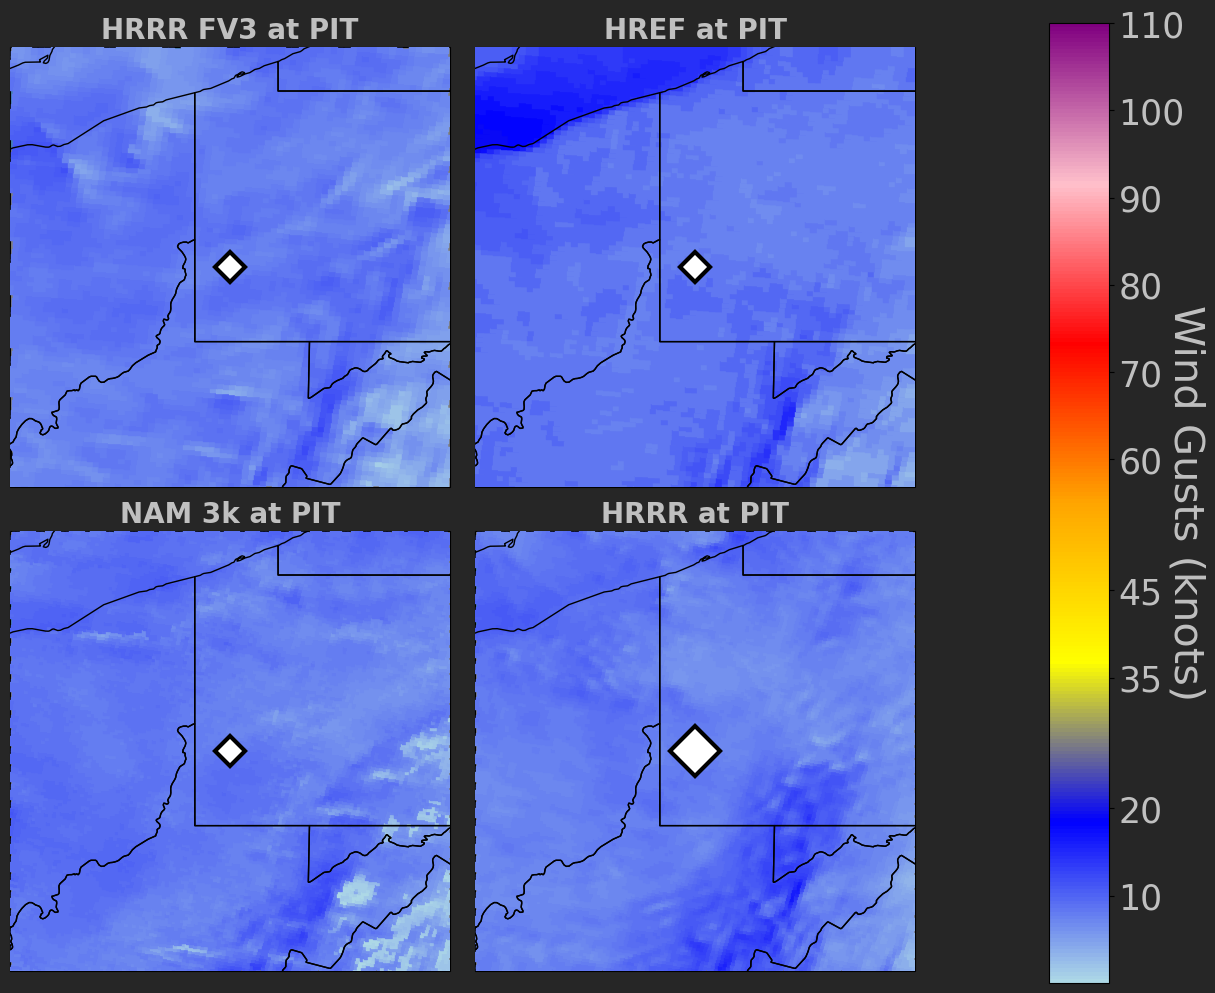 HRRR FV3 at PIT
HREF at PIT
NAM 3k at PIT
HRRR at PIT
110
100
90
80
70
60
45
35
20
10
Wind Gusts (knots)